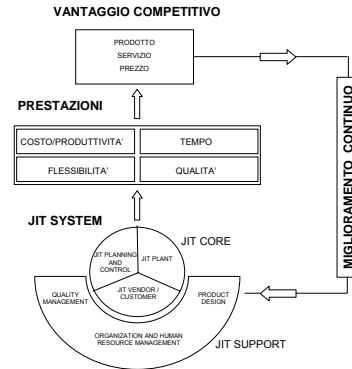 VANTAGGIO COMPETITIVO
PRODOTTO
SERVIZIO
PREZZO
PRESTAZIONI
COSTO/PRODUTTIVITA'
TEMPO
FLESSIBILITA'
QUALITA'
MIGLIORAMENTO CONTINUO
JIT SYSTEM
JIT CORE
JIT PLANNING
AND
CONTROL
JIT PLANT
JIT VENDOR /
CUSTOMER
QUALITY
MANAGEMENT
PRODUCT
DESIGN
ORGANIZATION AND HUMAN
RESOURCE MANAGEMENT
JIT SUPPORT